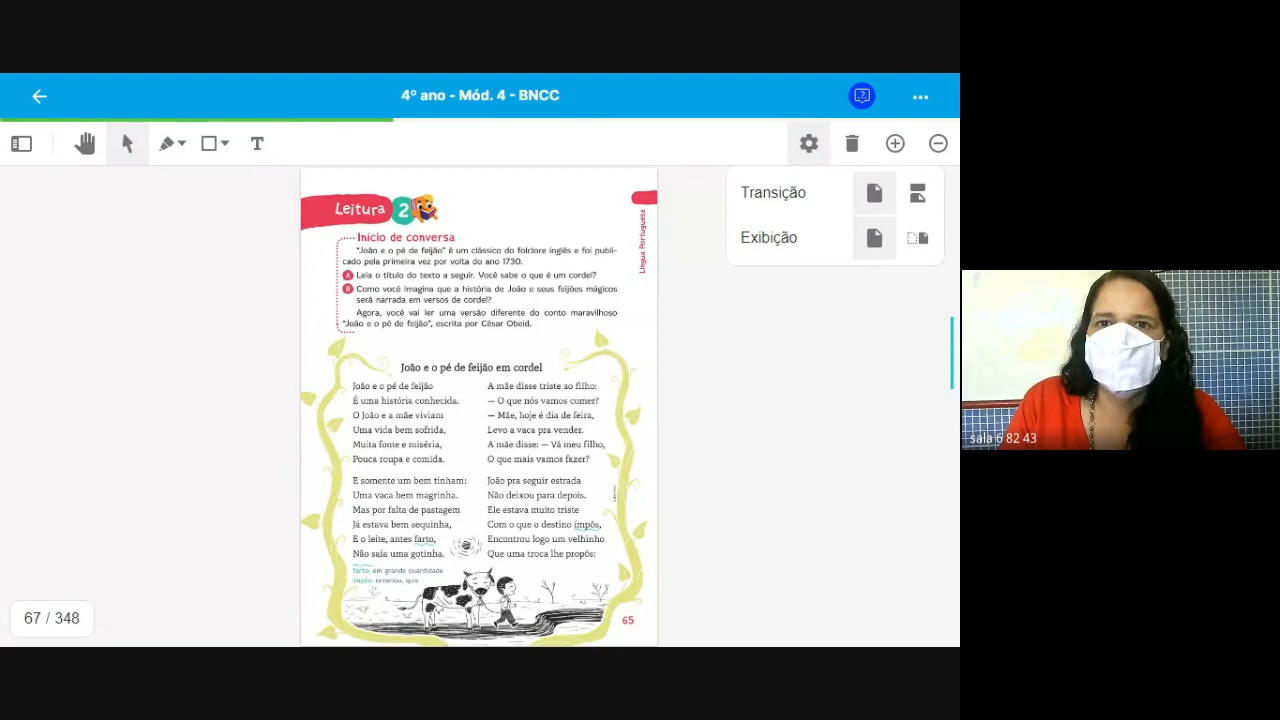 4º ano - Mód. 4 - BNCC
T
Transição
Exibição
Leitura 2
Língua Portuguesa
Início de conversa
“João e o pé de feijão” é um clássico do folclore inglês e foi publi-
cado pela primeira vez por volta do ano 1730.
A Leia o título do texto a seguir. Você sabe o que é um cordel?
B Como você imagina que a história de João e seus feijões mágicos
será narrada em versos de cordel?
Agora, você vai ler uma versão diferente do conto maravilhoso
“João e o pé de feijão”, escrita por César Obeid.
João e o pé de feijão em cordel
João e o pé de feijão
É uma história conhecida.
O João e a mãe viviam
Uma vida bem sofrida,
Muita fome e miséria,
Pouca roupa e comida.
E somente um bem tinham:
Uma vaca bem magrinha.
Mas por falta de pastagem
Já estava bem sequinha,
E o leite, antes farto,
Não saía uma gotinha.
farto: em grande quantidade
impôs: ordenou, quis
A mãe disse triste ao filho:
— O que nós vamos comer?
— Mãe, hoje é dia de feira,
Levo a vaca pra vender.
A mãe disse: — Vá meu filho,
O que mais vamos fazer?
João pra seguir estrada
Não deixou para depois.
Ele estava muito triste
Com o que o destino impôs,
Encontrou logo um velhinho
Que uma troca lhe propôs:
65
67 / 348
sala 6 82 43